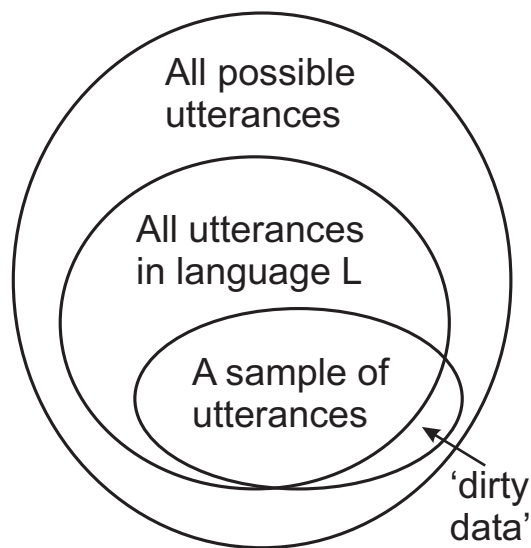 All possible
utterances
All utterances
in language L
A sample of
utterances
‘dirty
data’